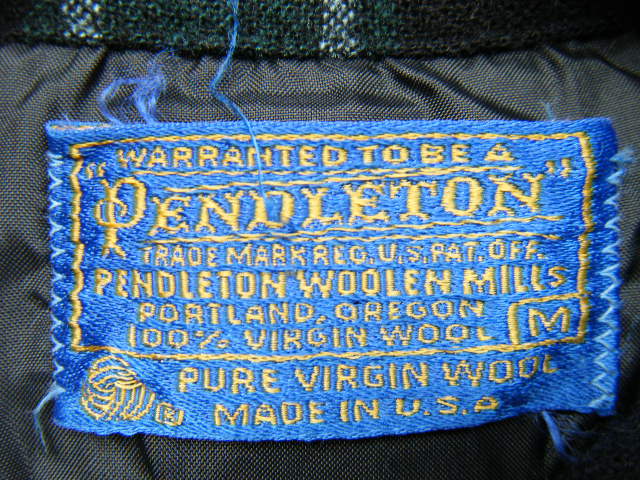 WARRANTED TO BE A
"PENDLETON"
TRADE MARK REG. U.S. PAT. OFF.
PENDLETON WOOLEN MILLS
PORTLAND, OREGON
100% VIRGIN WOOL M
PURE VIRGIN WOOL
® MADE IN U.S.A